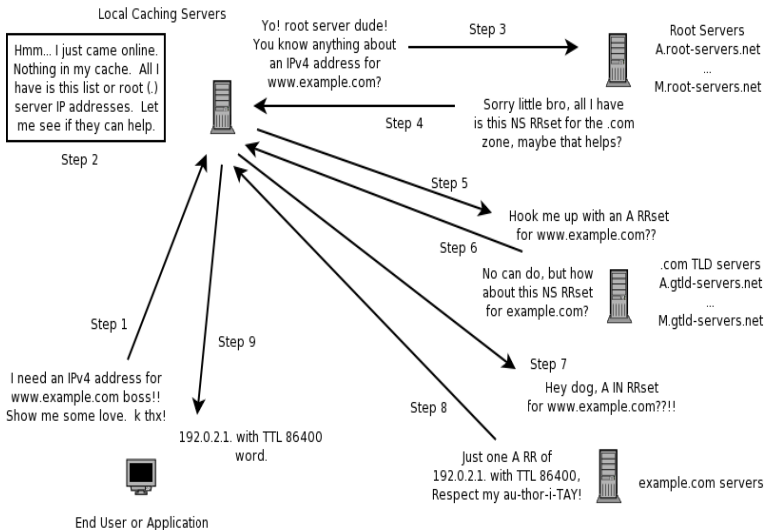 Local Caching Servers
Hmm... I just came online.
Nothing in my cache. All I
have is this list or root (.)
server IP addresses. Let
me see if they can help.
Step 2
Yo! root server dude!
You know anything about
an IPv4 address for
www.example.com?
Step 3
Root Servers
A.root-servers.net
...
M.root-servers.net
Step 4
Sorry little bro, all I have
is this NS RRset for the .com
zone, maybe that helps?
Step 5
Hook me up with an A RRset
for www.example.com??
Step 6
No can do, but how
about this NS RRset
for example.com?
.com TLD servers
A.gtld-servers.net
...
M.gtld-servers.net
Step 1
I need an IPv4 address for
www.example.com boss!!
Show me some love. k thx!
Step 9
192.0.2.1. with TTL 86400
word.
Step 7
Hey dog, A IN RRset
for www.example.com??!!
Step 8
Just one A RR of
192.0.2.1. with TTL 86400,
Respect my au-thor-i-TAY!
example.com servers
End User or Application